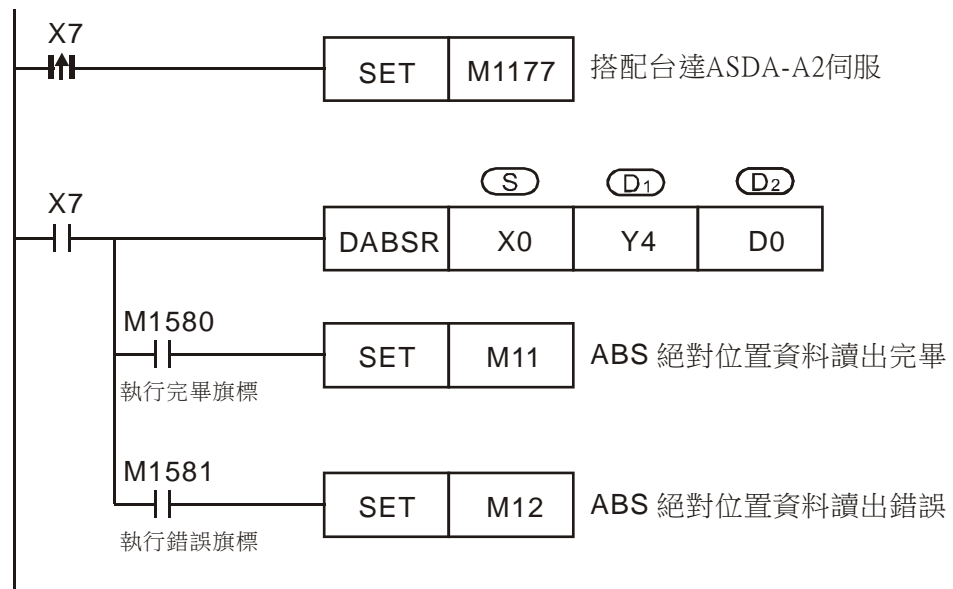 X7
SET M1177 搭配台達ASDA-A2伺服
S D1 D2
X7
DABSR X0 Y4 D0
M1580
SET M11 ABS 絕對位置資料讀出完畢
執行完畢旗標
M1581
SET M12 ABS 絕對位置資料讀出錯誤
執行錯誤旗標